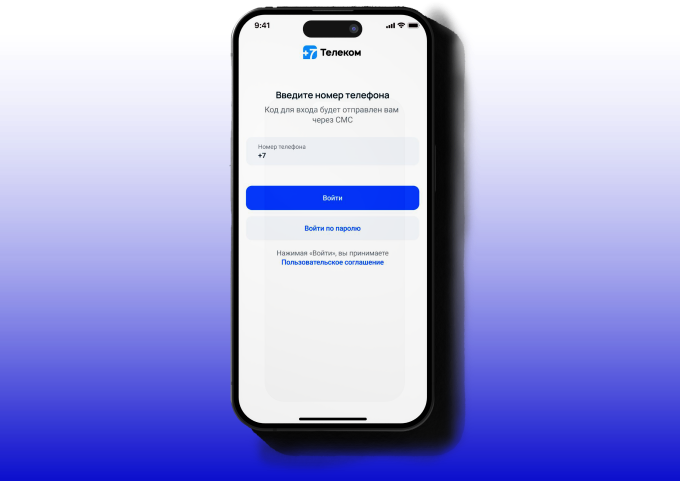 9:41
+7 Телеком
Введите номер телефона
Код для входа будет отправлен вам
через СМС
Номер телефона
+7
Войти
Войти по паролю
Нажимая «Войти», вы принимаете
Пользовательское соглашение